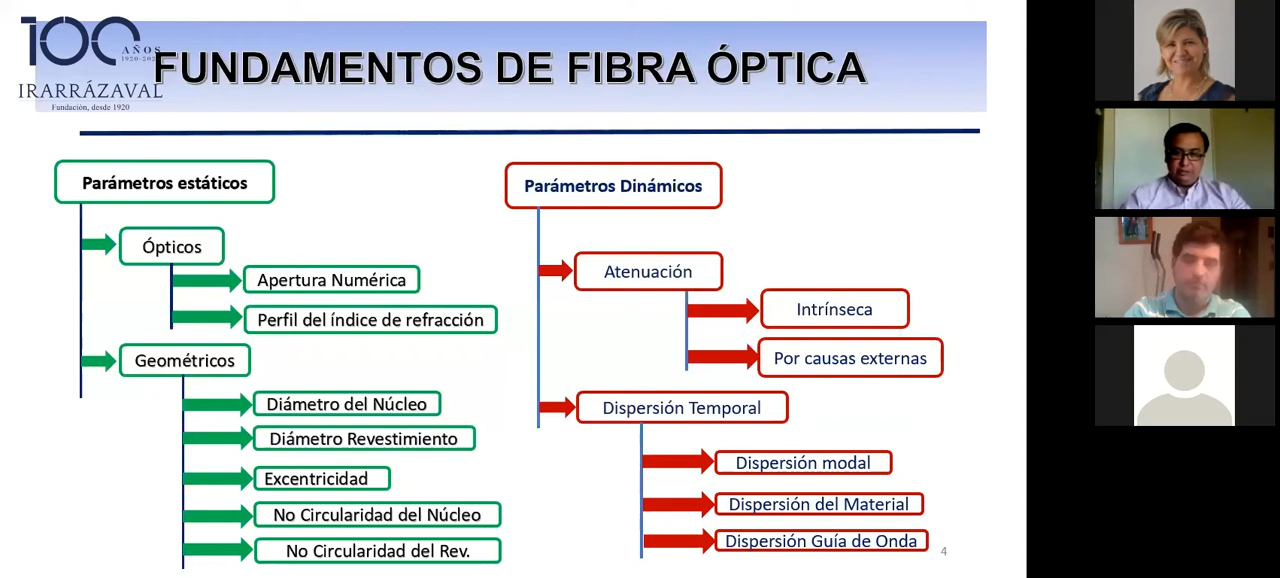 100
AÑOS
1920-202
IRARRÁZAVAL
Fundación, desde 1920
FUNDAMENTOS DE FIBRA ÓPTICA
Parámetros estáticos
Ópticos
Apertura Numérica
Perfil del índice de refracción
Geométricos
Diámetro del Núcleo
Diámetro Revestimiento
Excentricidad
No Circularidad del Núcleo
No Circularidad del Rev.
Parámetros Dinámicos
Atenuación
Intrínseca
Por causas externas
Dispersión Temporal
Dispersión modal
Dispersión del Material
Dispersión Guía de Onda
4